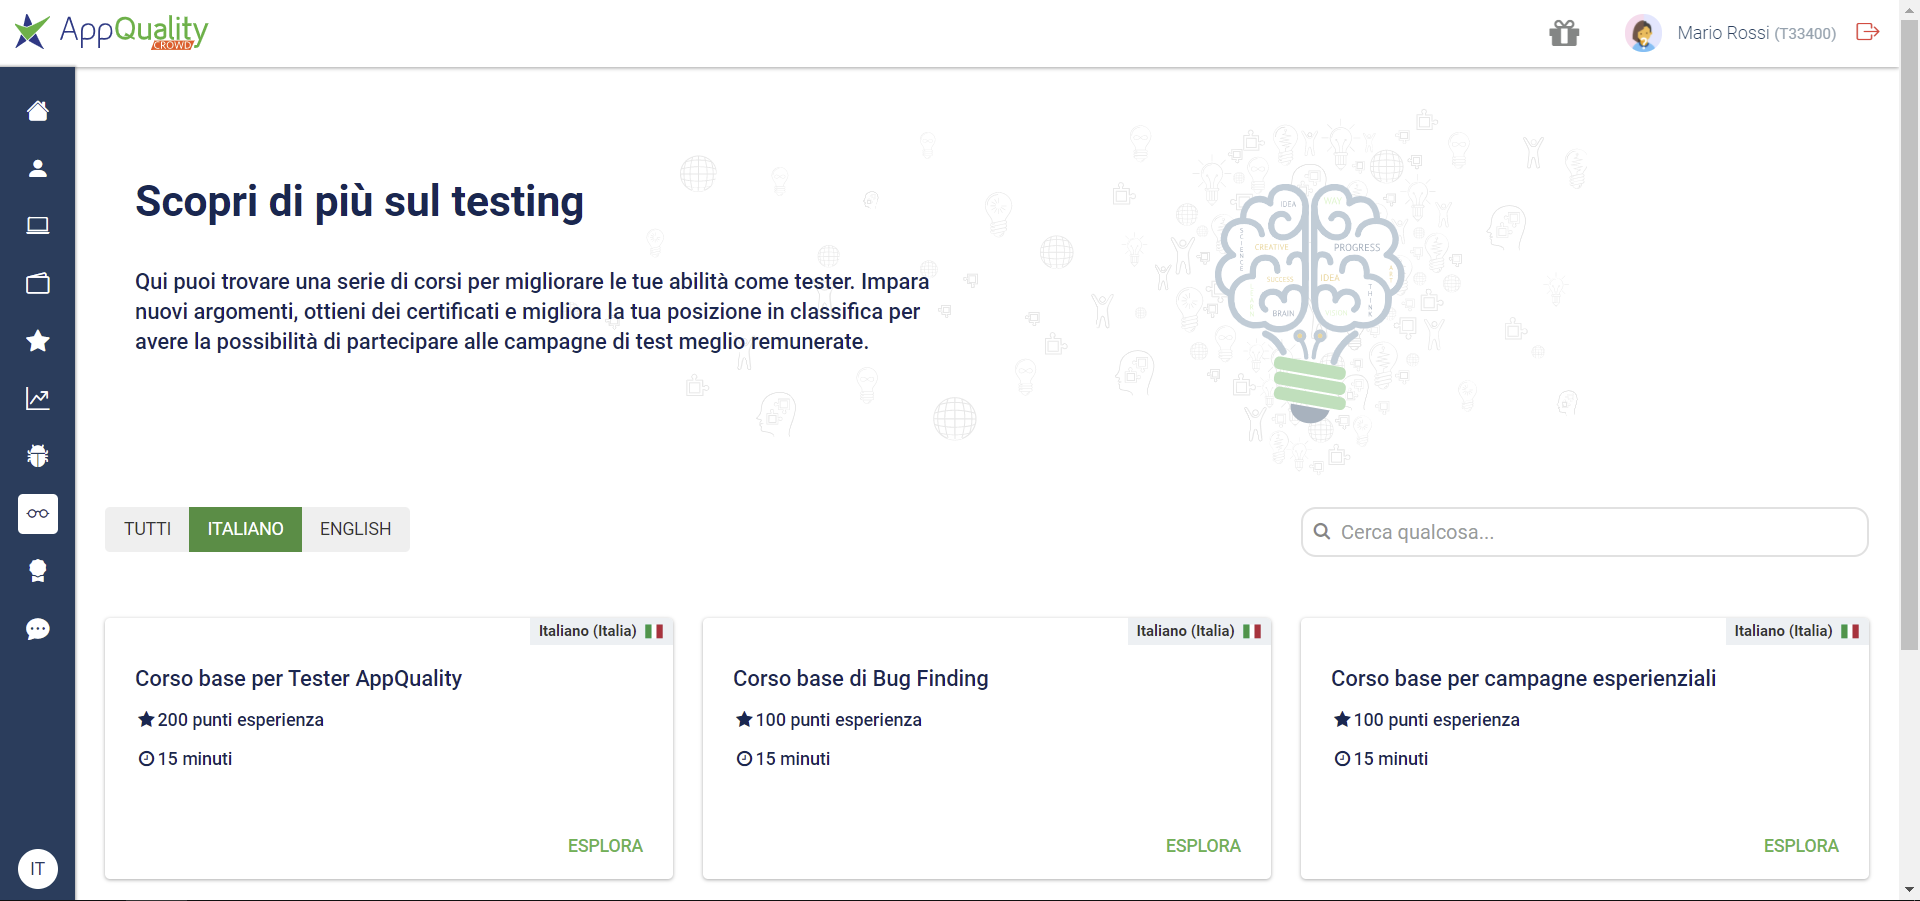 AppQuality
CROWD
Mario Rossi (T33400)
Scopri di più sul testing
Qui puoi trovare una serie di corsi per migliorare le tue abilità come tester. Impara
nuovi argomenti, ottieni dei certificati e migliora la tua posizione in classifica per
avere la possibilità di partecipare alle campagne di test meglio remunerate.
IDEA
WAY
SCIENCE
CREATIVE
PROGRESS
ART
SUCCESS
IDEA
THINK
BRAIN
TUTTI
ITALIANO
ENGLISH
Cerca qualcosa...
Italiano (Italia)
Corso base per Tester AppQuality
200 punti esperienza
15 minuti
ESPLORA
Italiano (Italia)
Corso base di Bug Finding
100 punti esperienza
15 minuti
ESPLORA
Italiano (Italia)
Corso base per campagne esperienziali
100 punti esperienza
15 minuti
ESPLORA
IT